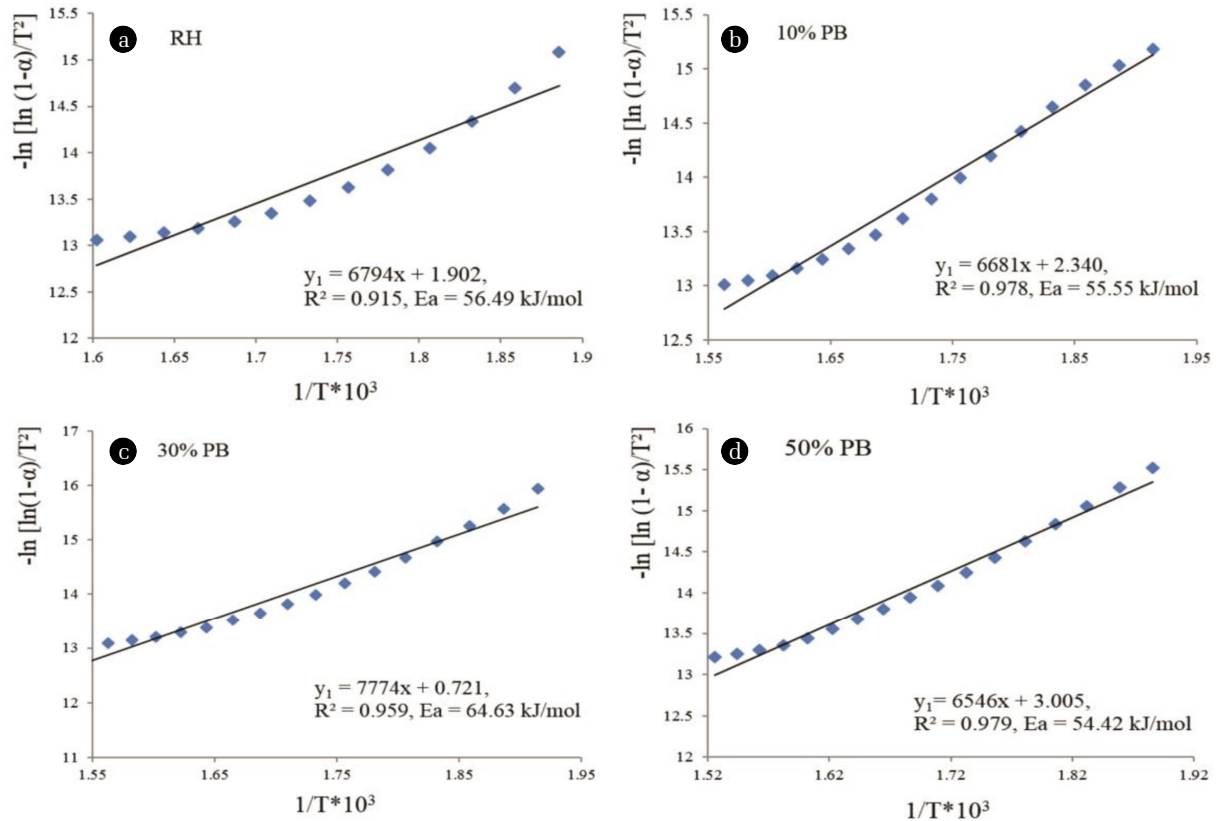 a
RH
-ln [ln (1-α)/T²]
15.5
15
14.5
14
13.5
13
12.5
12
1.6
1.65
1.7
1.75
1.8
1.85
1.9
y₁ = 6794x + 1.902,
R² = 0.915, Ea = 56.49 kJ/mol
1/T*10³
b
10% PB
-ln [ln (1-α)/T²]
15.5
15
14.5
14
13.5
13
12.5
1.55
1.65
1.75
1.85
1.95
y₁ = 6681x + 2.340,
R² = 0.978, Ea = 55.55 kJ/mol
1/T*10³
c
30% PB
-ln [ln(1-α)/T²]
17
16
15
14
13
12
11
1.55
1.65
1.75
1.85
1.95
y₁ = 7774x + 0.721,
R² = 0.959, Ea = 64.63 kJ/mol
1/T*10³
d
50% PB
-ln [ln (1- α)/T²]
16
15.5
15
14.5
14
13.5
13
12.5
12
1.52
1.62
1.72
1.82
1.92
y₁= 6546x + 3.005,
R² = 0.979, Ea = 54.42 kJ/mol
1/T*10³